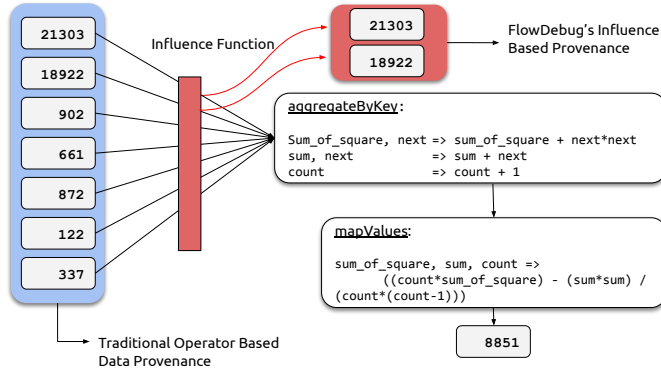 21303
18922
902
661
872
122
337
Traditional Operator Based
Data Provenance
Influence Function
21303
18922
FlowDebug's Influence
Based Provenance
aggregateByKey:
Sum_of_square, next => sum_of_square + next*next
sum, next => sum + next
count => count + 1
mapValues:
sum_of_square, sum, count =>
((count*sum_of_square) - (sum*sum) /
(count*(count-1)))
8851